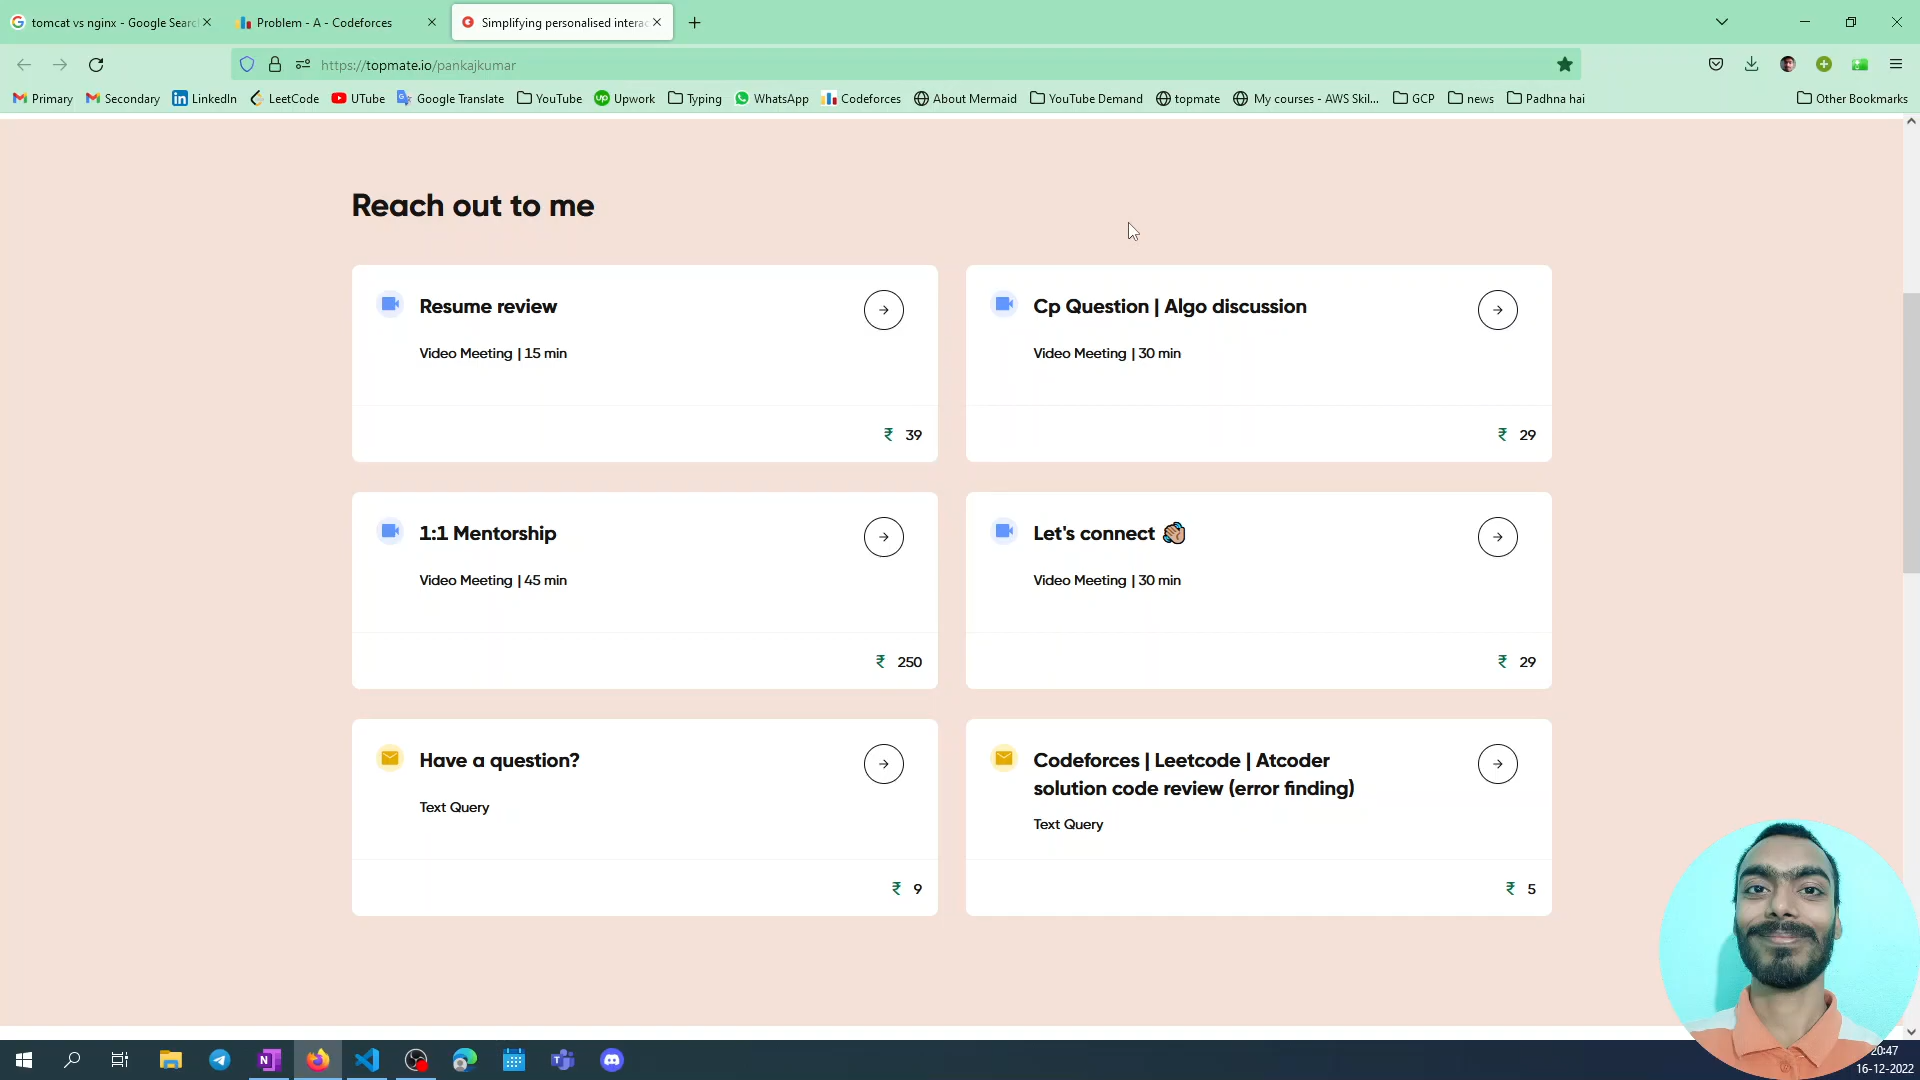 tomcat vs nginx - Google Searc
Problem - A - Codeforces
Simplifying personalised interac
https://topmate.io/pankajkumar
Primary
Secondary
LinkedIn
LeetCode
UTube
Google Translate
YouTube
Upwork
Typing
WhatsApp
Codeforces
About Mermaid
YouTube Demand
topmate
My courses - AWS Skil...
GCP
news
Padhna hai
Other Bookmarks
Reach out to me
Resume review
Video Meeting | 15 min
₹ 39
Cp Question | Algo discussion
Video Meeting | 30 min
₹ 29
1:1 Mentorship
Video Meeting | 45 min
₹ 250
Let's connect 👋🏽
Video Meeting | 30 min
₹ 29
Have a question?
Text Query
₹ 9
Codeforces | Leetcode | Atcoder
solution code review (error finding)
Text Query
₹ 5
20:47
16-12-2022